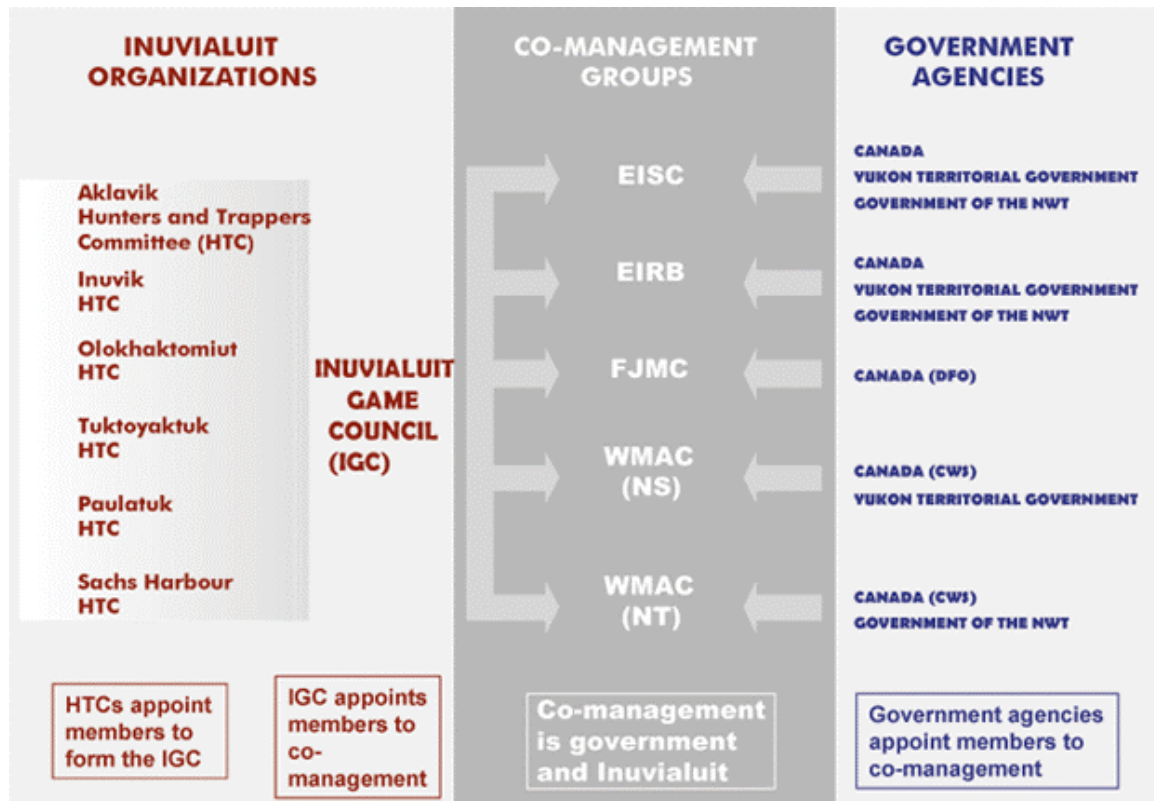 INUVIALUIT
ORGANIZATIONS
Aklavik
Hunters and Trappers
Committee (HTC)
Inuvik
HTC
Olokhaktomiut
HTC
Tuktoyaktuk
HTC
Paulatuk
HTC
Sachs Harbour
HTC
INUVIALUIT
GAME
COUNCIL
(IGC)
HTCs appoint
members to
form the IGC
IGC appoints
members to
co-
management
CO-MANAGEMENT
GROUPS
EISC
EIRB
FJMC
WMAC
(NS)
WMAC
(NT)
Co-management
is government
and Inuvialuit
GOVERNMENT
AGENCIES
CANADA
YUKON TERRITORIAL GOVERNMENT
GOVERNMENT OF THE NWT
CANADA
YUKON TERRITORIAL GOVERNMENT
GOVERNMENT OF THE NWT
CANADA (DFO)
CANADA (CWS)
YUKON TERRITORIAL GOVERNMENT
CANADA (CWS)
GOVERNMENT OF THE NWT
Government agencies
appoint members to
co-management